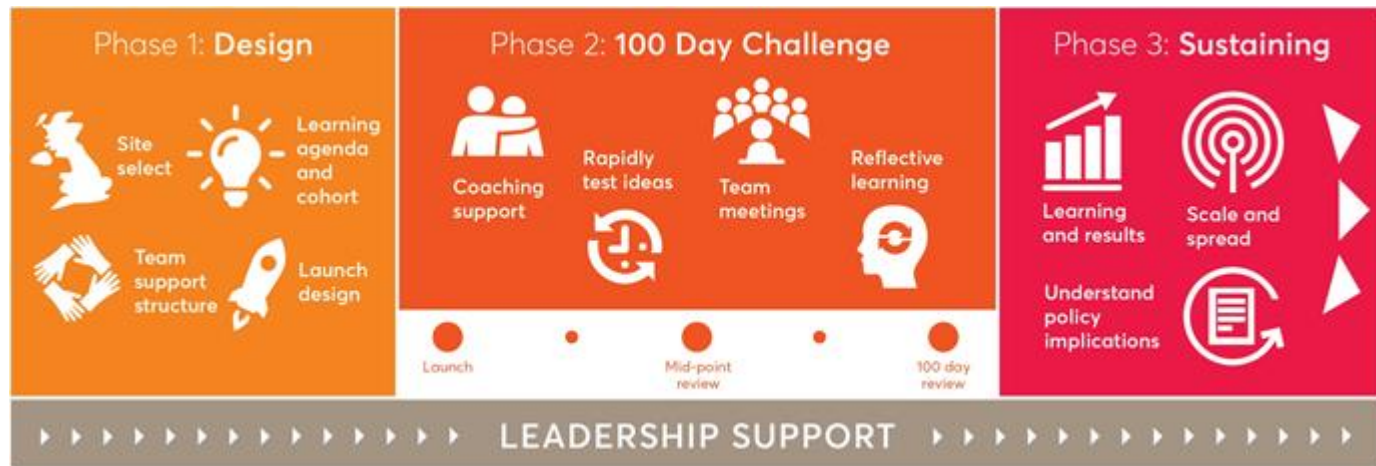 Phase 1: Design
Site
select
Learning
agenda
and
cohort
Team
support
structure
Launch
design
Phase 2: 100 Day Challenge
Coaching
support
Rapidly
test ideas
Team
meetings
Reflective
learning
Launch
Mid-point
review
100 day
review
Phase 3: Sustaining
Learning
and results
Scale and
spread
Understand
policy
implications
LEADERSHIP SUPPORT